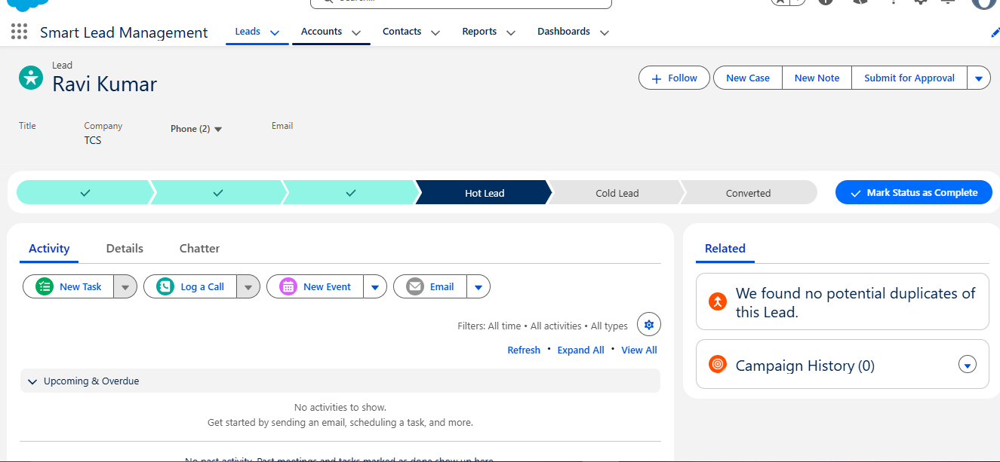 Smart Lead Management Leads Accounts Contacts Reports Dashboards
Lead
Ravi Kumar
Follow New Case New Note Submit for Approval
Title Company Phone (2) Email
TCS
Hot Lead Cold Lead Converted Mark Status as Complete
Activity Details Chatter
New Task Log a Call New Event Email
Filters: All time • All activities • All types
Refresh • Expand All • View All
Upcoming & Overdue
No activities to show.
Get started by sending an email, scheduling a task, and more.
No past activity. Past meetings and tasks marked as done show up here.
Related
We found no potential duplicates of
this Lead.
Campaign History (0)